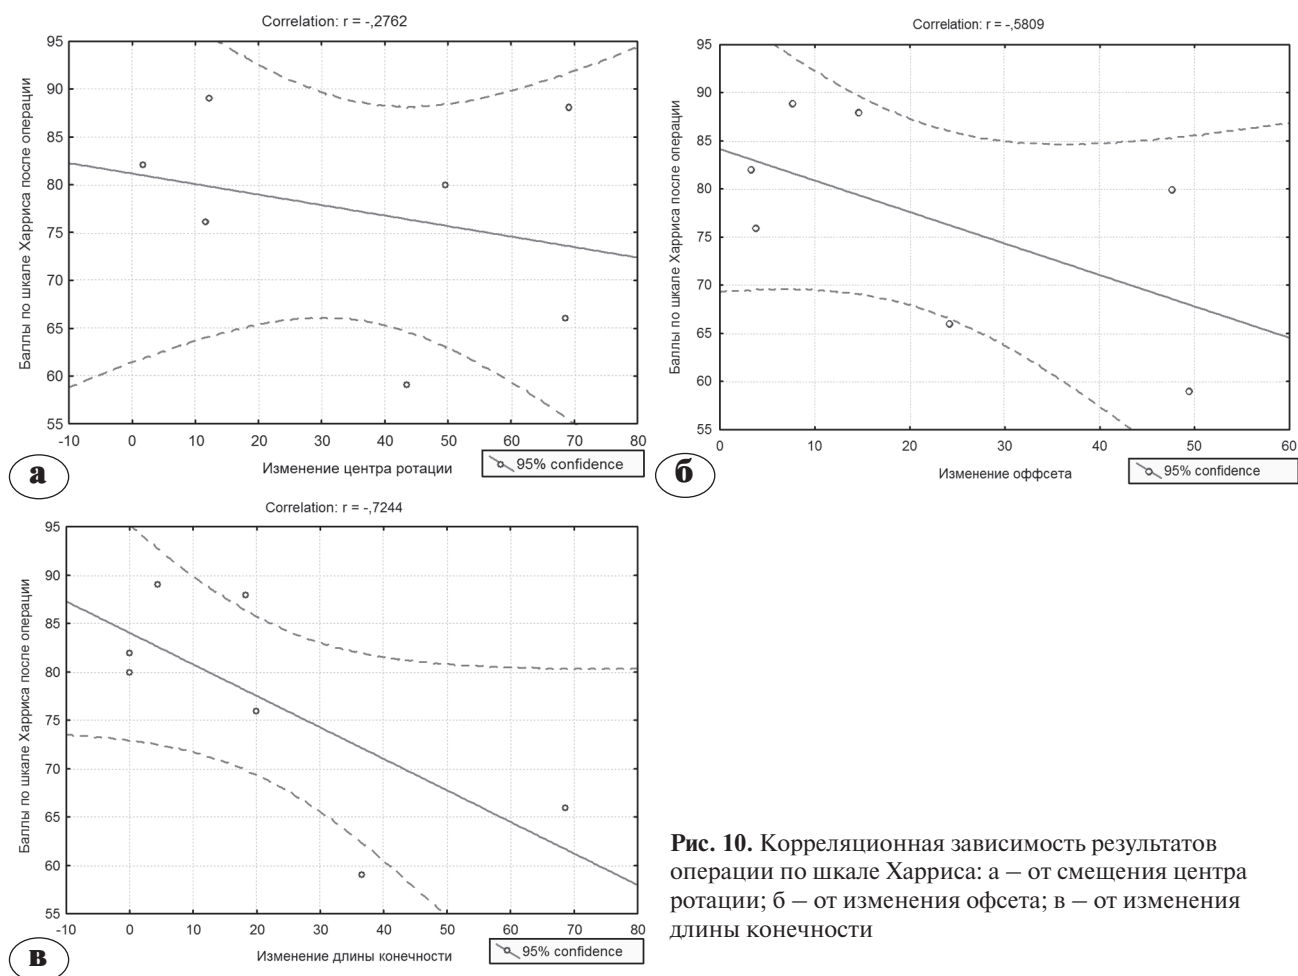 Correlation: r = -,2762
Баллы по шкале Харриса после операции
95
90
85
80
75
70
65
60
55
-10 0 10 20 30 40 50 60 70 80
Изменение центра ротации
95% confidence
а
Correlation: r = -,5809
Баллы по шкале Харриса после операции
95
90
85
80
75
70
65
60
55
0 10 20 30 40 50 60
Изменение оффсета
95% confidence
б
Correlation: r = -,7244
Баллы по шкале Харриса после операции
95
90
85
80
75
70
65
60
55
-10 0 10 20 30 40 50 60 70 80
Изменение длины конечности
95% confidence
в
Рис. 10. Корреляционная зависимость результатов
операции по шкале Харриса: а – от смещения центра
ротации; б – от изменения офсета; в – от изменения
длины конечности